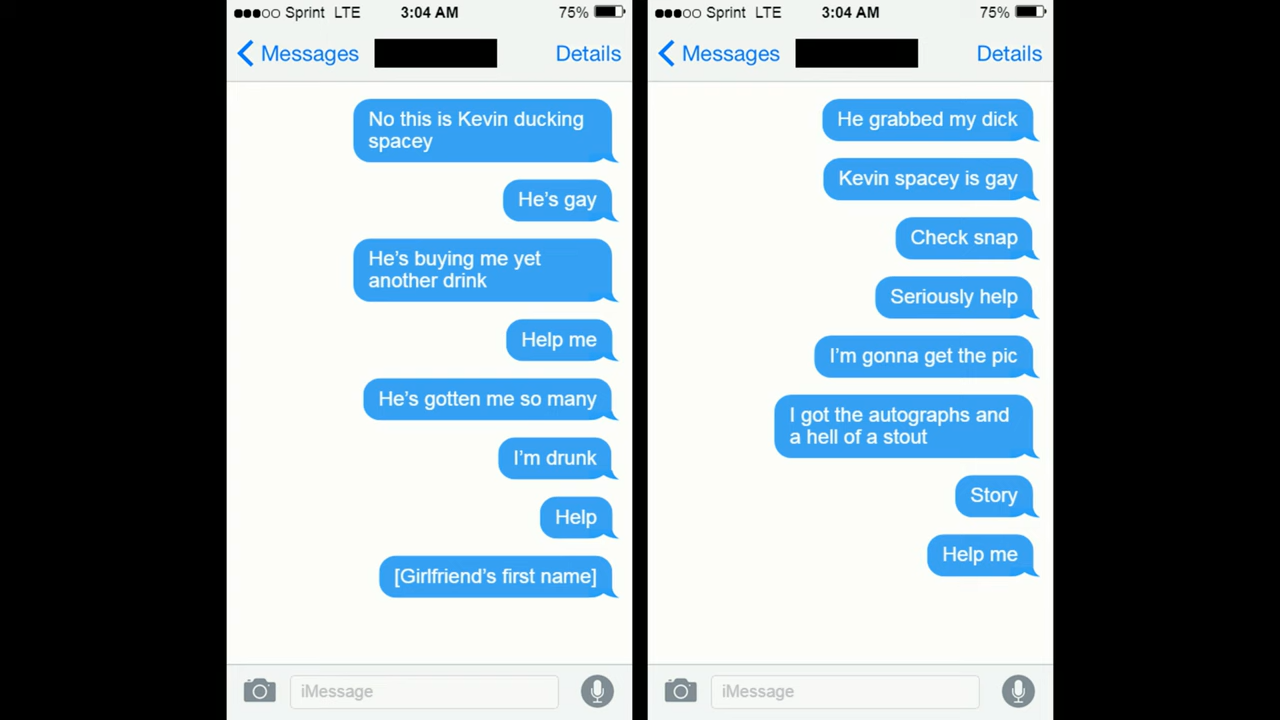 Sprint LTE 3:04 AM 75%
Messages Details
No this is Kevin ducking
spacey
He's gay
He's buying me yet
another drink
Help me
He's gotten me so many
I'm drunk
Help
[Girlfriend's first name]
iMessage
Sprint LTE 3:04 AM 75%
Messages Details
He grabbed my dick
Kevin spacey is gay
Check snap
Seriously help
I'm gonna get the pic
I got the autographs and
a hell of a stout
Story
Help me
iMessage